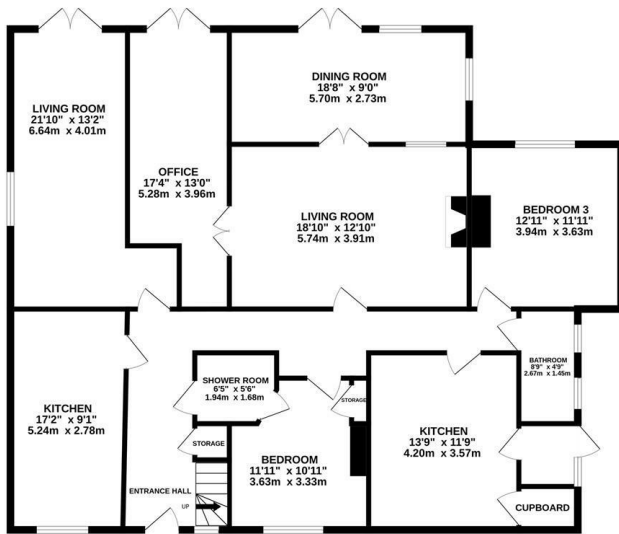 DINING ROOM
18'8" x 9'0"
5.70m x 2.73m
LIVING ROOM
21'10" x 13'2"
6.64m x 4.01m
OFFICE
17'4" x 13'0"
5.28m x 3.96m
LIVING ROOM
18'10" x 12'10"
5.74m x 3.91m
BEDROOM 3
12'11" x 11'11"
3.94m x 3.63m
BATHROOM
8'9" x 4'9"
2.67m x 1.45m
SHOWER ROOM
6'5" x 5'6"
1.94m x 1.68m
STORAGE
KITCHEN
17'2" x 9'1"
5.24m x 2.78m
KITCHEN
13'9" x 11'9"
4.20m x 3.57m
STORAGE
BEDROOM
11'11" x 10'11"
3.63m x 3.33m
ENTRANCE HALL
UP
CUPBOARD